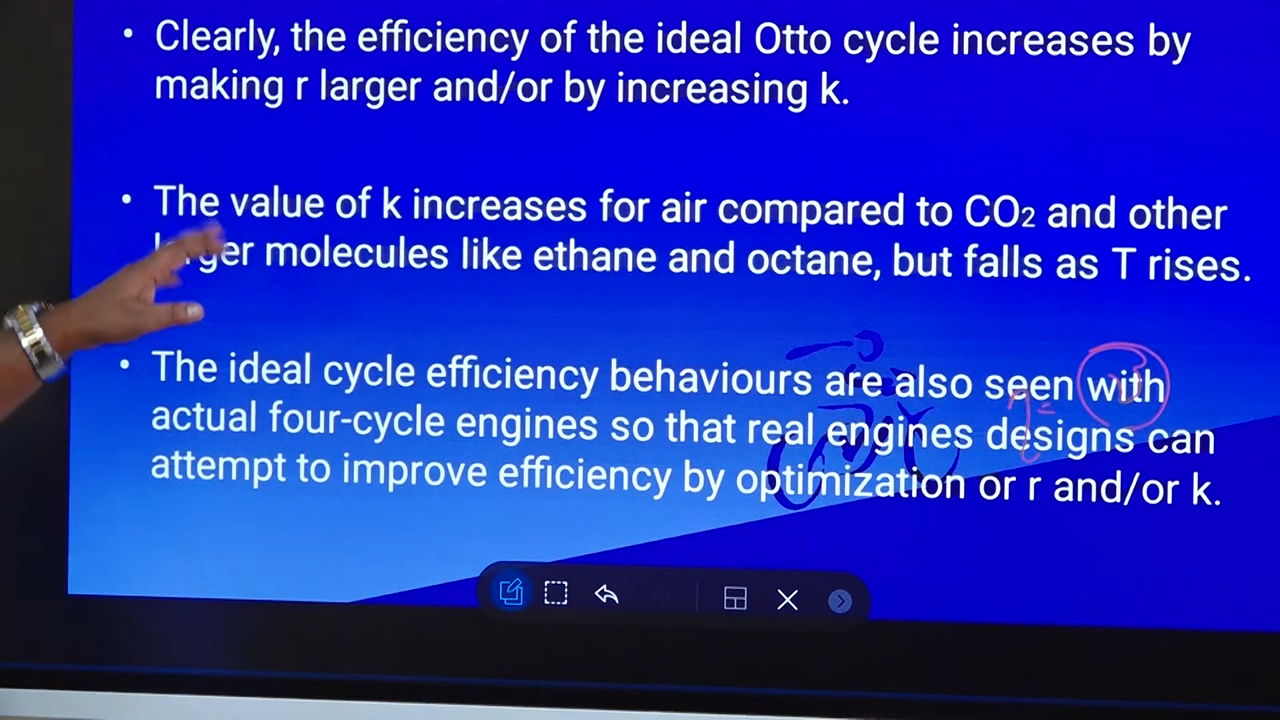 • Clearly, the efficiency of the ideal Otto cycle increases by
making r larger and/or by increasing k.
• The value of k increases for air compared to CO₂ and other
larger molecules like ethane and octane, but falls as T rises.
• The ideal cycle efficiency behaviours are also seen with
actual four-cycle engines so that real engines designs can
attempt to improve efficiency by optimization or r and/or k.